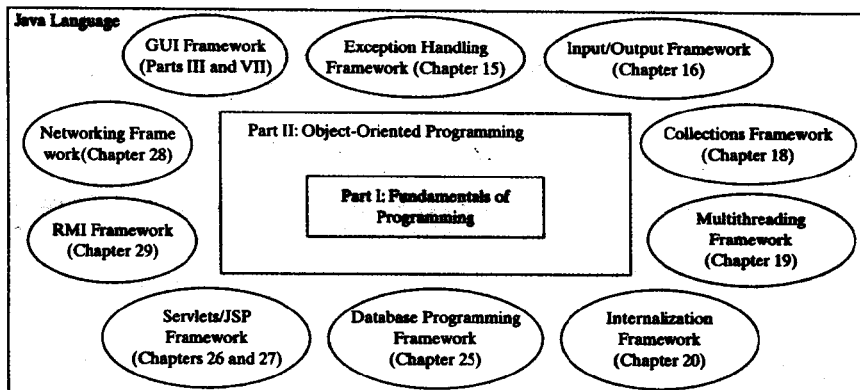 Java Language
GUI Framework
(Parts III and VII)
Exception Handling
Framework (Chapter 15)
Input/Output Framework
(Chapter 16)
Networking Frame
work(Chapter 28)
Part II: Object-Oriented Programming
Collections Framework
(Chapter 18)
Part I: Fundamentals of
Programming
RMI Framework
(Chapter 29)
Multithreading
Framework
(Chapter 19)
Servlets/JSP
Framework
(Chapters 26 and 27)
Database Programming
Framework
(Chapter 25)
Internalization
Framework
(Chapter 20)